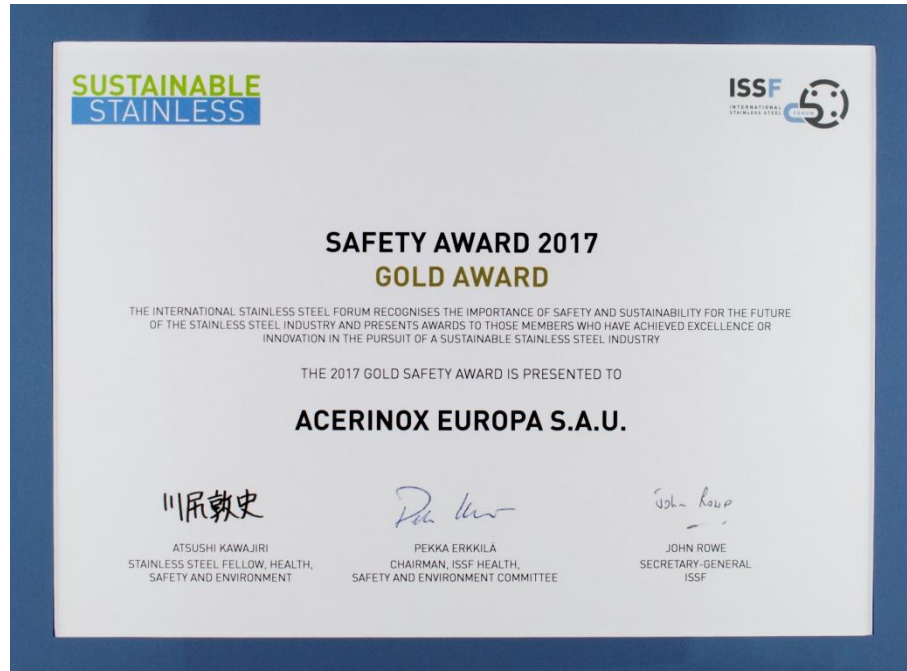 SUSTAINABLE
STAINLESS
ISSF
INTERNATIONAL
STAINLESS STEEL FORUM
SAFETY AWARD 2017
GOLD AWARD
THE INTERNATIONAL STAINLESS STEEL FORUM RECOGNISES THE IMPORTANCE OF SAFETY AND SUSTAINABILITY FOR THE FUTURE
OF THE STAINLESS STEEL INDUSTRY AND PRESENTS AWARDS TO THOSE MEMBERS WHO HAVE ACHIEVED EXCELLENCE OR
INNOVATION IN THE PURSUIT OF A SUSTAINABLE STAINLESS STEEL INDUSTRY
THE 2017 GOLD SAFETY AWARD IS PRESENTED TO
ACERINOX EUROPA S.A.U.
川尻敦史
John Rowe
ATSUSHI KAWAJIRI
STAINLESS STEEL FELLOW, HEALTH,
SAFETY AND ENVIRONMENT
PEKKA ERKKILÄ
CHAIRMAN, ISSF HEALTH,
SAFETY AND ENVIRONMENT COMMITTEE
JOHN ROWE
SECRETARY-GENERAL
ISSF